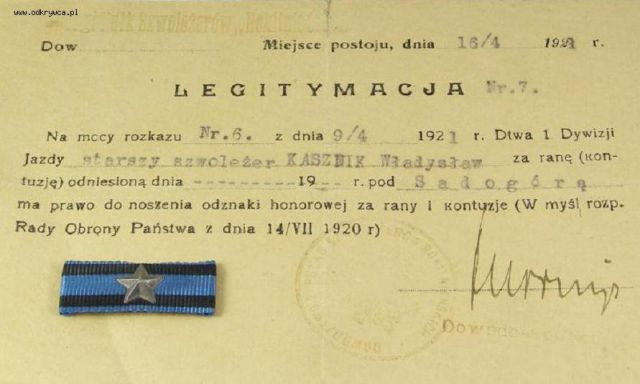 www.odkrywca.pl
Szwoleżerów „Rokitn
Dow Miejsce postoju, dnia 16/4 1921 r.
LEGITYMACJA Nr.7.
Na mocy rozkazu Nr.6. z dnia 9/4 1921 r. Dtwa 1 Dywizji
Jazdy starszy szwoleżer KASZNIK Władysław za ranę (kon-
tuzję) odniesioną dnia ---------- 19 -- r. pod Sadogórą
ma prawo do noszenia odznaki honorowej za rany i kontuzje (W myśl rozp.
Rady Obrony Państwa z dnia 14/VII 1920 r)